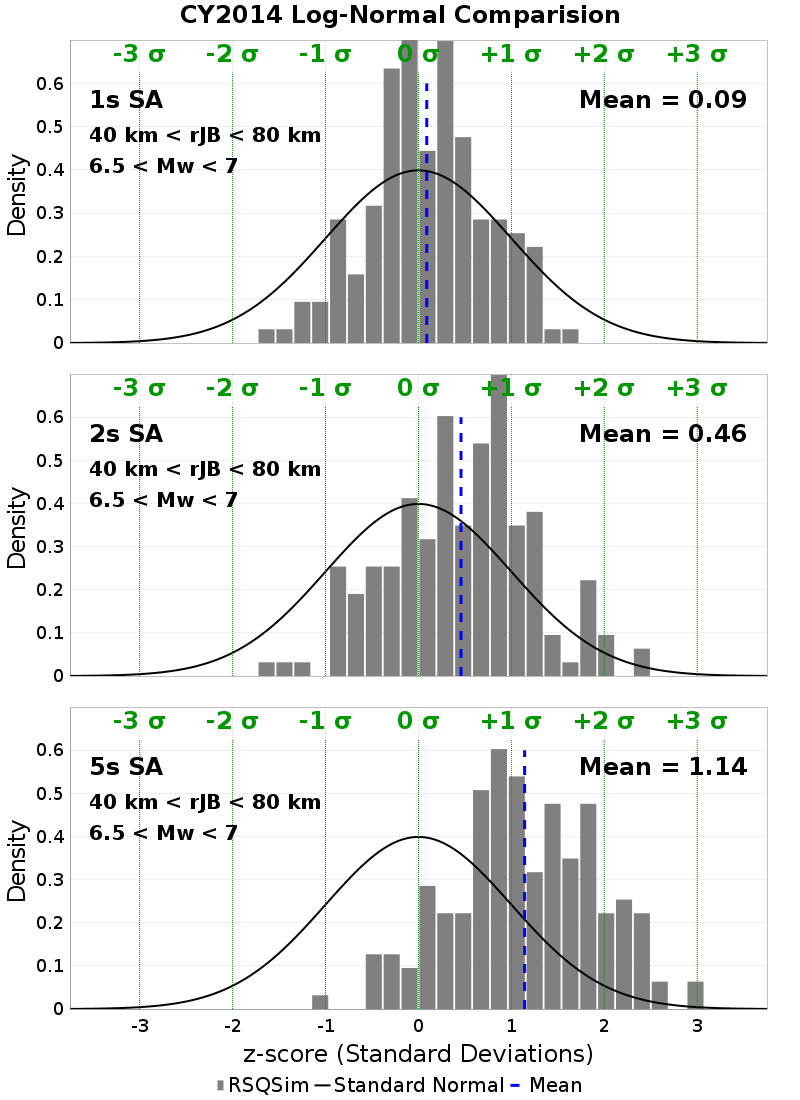 CY2014 Log-Normal Comparision
-3 σ -2 σ -1 σ 0 σ +1 σ +2 σ +3 σ
1s SA
Mean = 0.09
40 km < rJB < 80 km
6.5 < Mw < 7
0.6
0.5
0.4
0.3
0.2
0.1
0
Density
-3 σ -2 σ -1 σ 0 σ +1 σ +2 σ +3 σ
2s SA
Mean = 0.46
40 km < rJB < 80 km
6.5 < Mw < 7
0.6
0.5
0.4
0.3
0.2
0.1
0
Density
-3 σ -2 σ -1 σ 0 σ +1 σ +2 σ +3 σ
5s SA
Mean = 1.14
40 km < rJB < 80 km
6.5 < Mw < 7
0.6
0.5
0.4
0.3
0.2
0.1
0
Density
-3 -2 -1 0 1 2 3
z-score (Standard Deviations)
RSQSim Standard Normal Mean